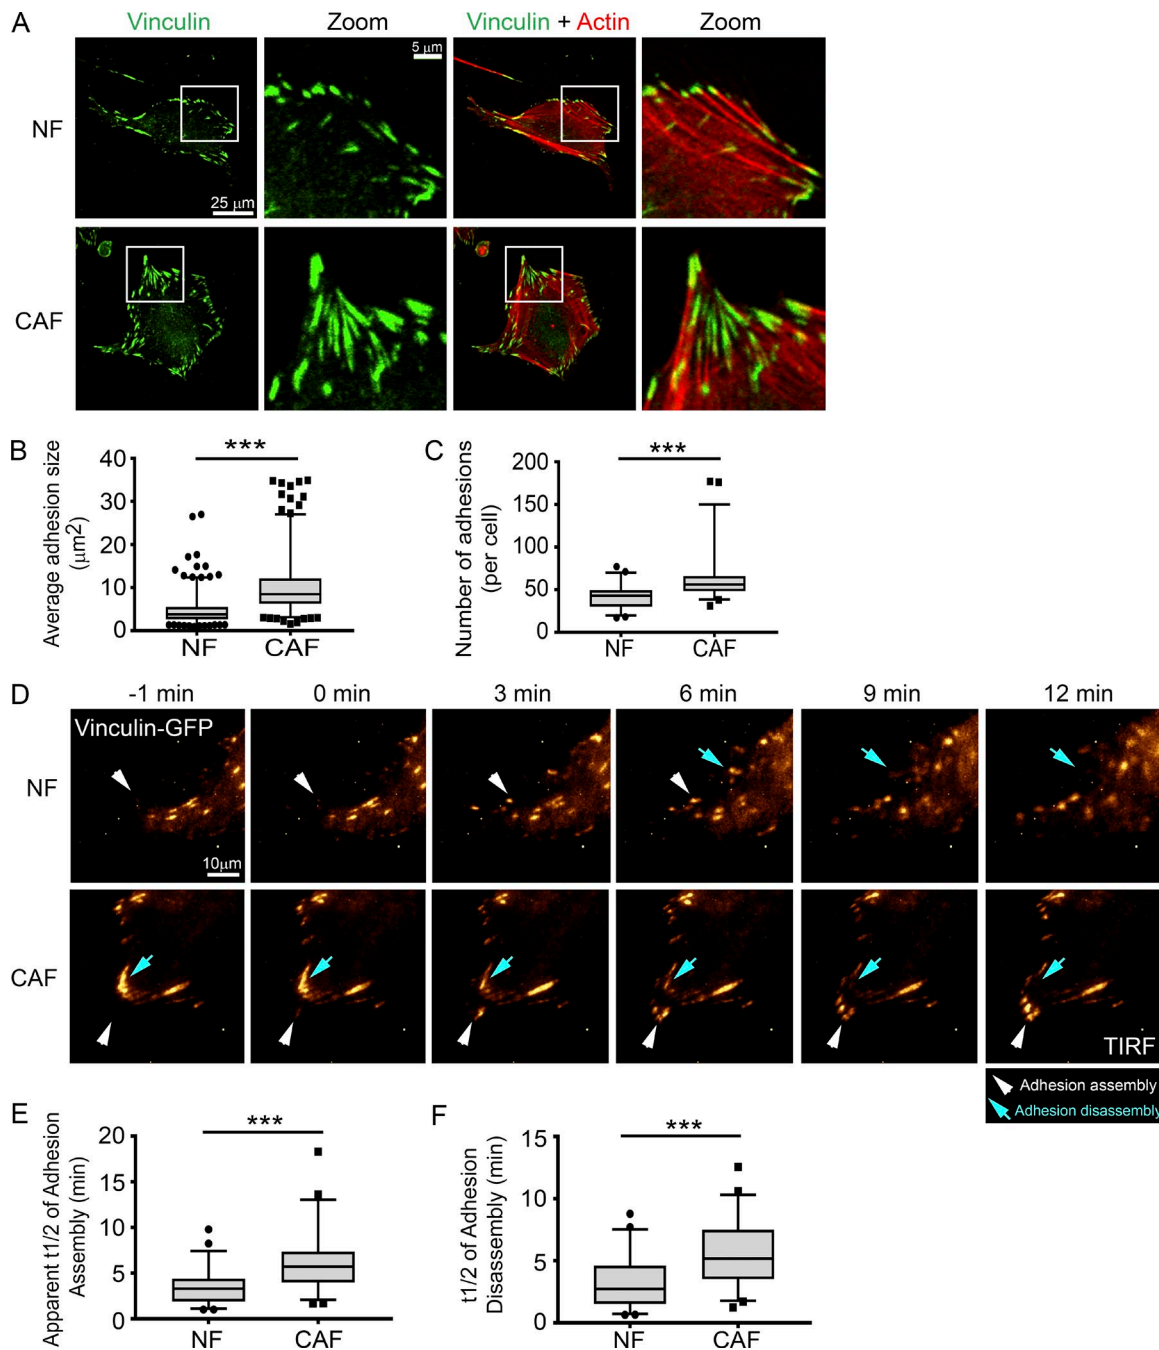 A
Vinculin
Zoom
Vinculin + Actin
Zoom
5 μm
NF
25 μm
CAF
B
Average adhesion size
(μm2)
40
30
20
10
0
***
NF
CAF
C
Number of adhesions
(per cell)
200
150
100
50
0
***
NF
CAF
D
-1 min
0 min
3 min
6 min
9 min
12 min
Vinculin-GFP
NF
10μm
CAF
TIRF
Adhesion assembly
Adhesion disassembly
E
Apparent t1/2 of Adhesion
Assembly (min)
20
15
10
5
0
***
NF
CAF
F
t1/2 of Adhesion
Disassembly (min)
15
10
5
0
***
NF
CAF